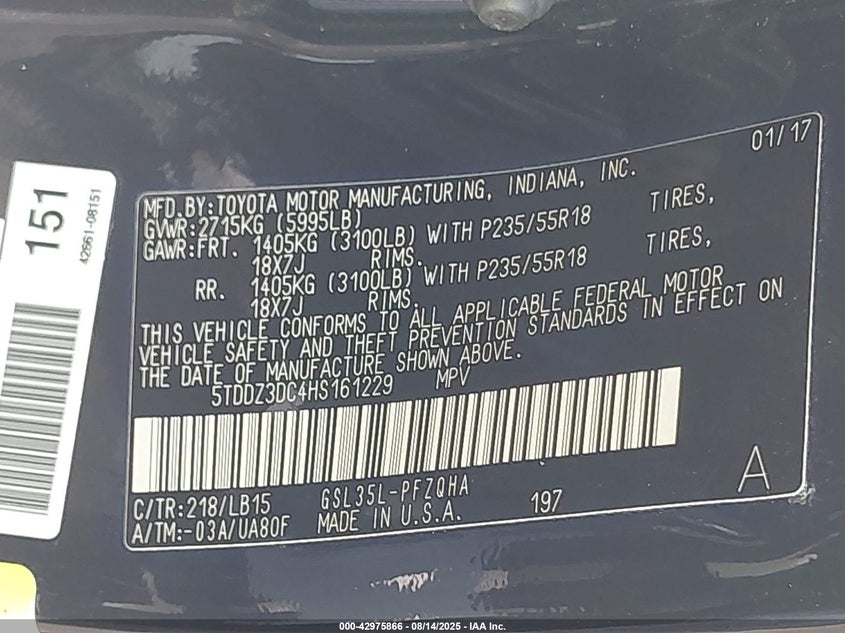 151
42661-08151
01/17
MFD.BY:TOYOTA MOTOR MANUFACTURING, INDIANA, INC.
GVWR:2715KG (5995LB)
GAWR:FRT. 1405KG (3100LB) WITH P235/55R18 TIRES,
18X7J RIMS.
RR. 1405KG (3100LB) WITH P235/55R18 TIRES,
18X7J RIMS.
THIS VEHICLE CONFORMS TO ALL APPLICABLE FEDERAL MOTOR
VEHICLE SAFETY AND THEFT PREVENTION STANDARDS IN EFFECT ON
THE DATE OF MANUFACTURE SHOWN ABOVE.
5TDDZ3DC4HS161229 MPV
C/TR:218/LB15 GSL35L-PFZQHA
A/TM:-03A/UA80F MADE IN U.S.A. 197 A
000-42975866 - 08/14/2025 - IAA Inc.